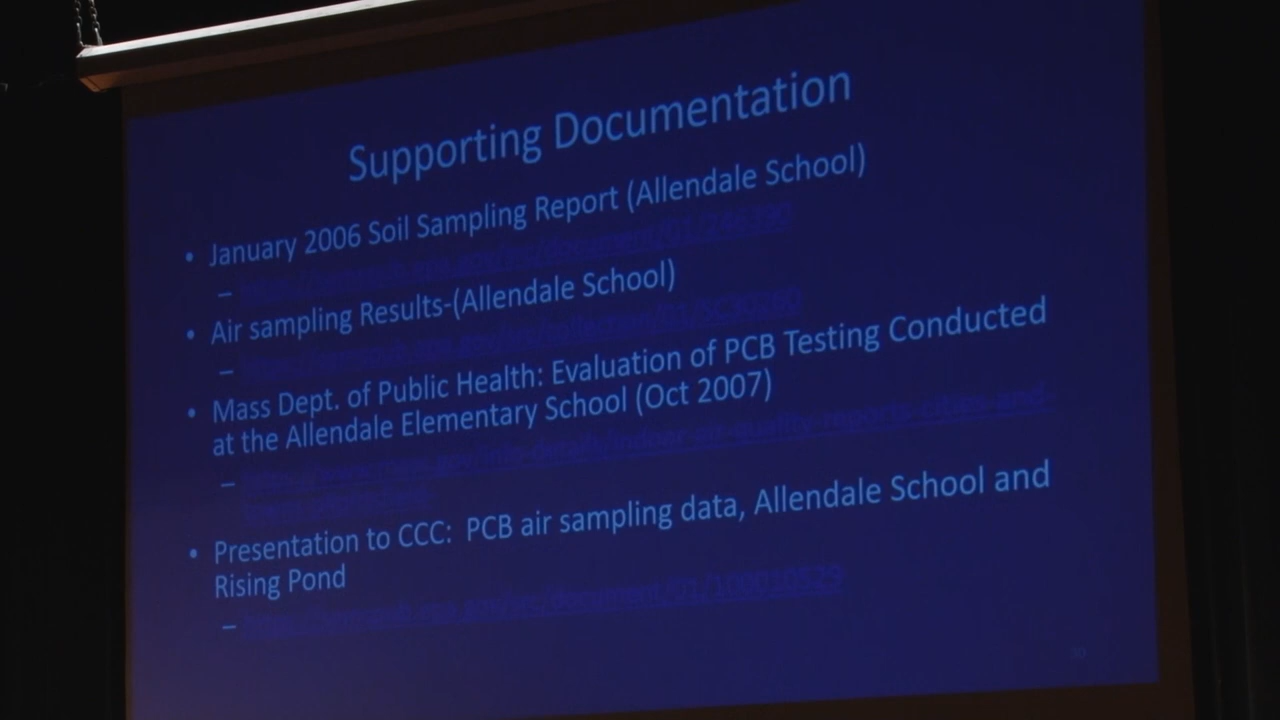 Supporting Documentation
• January 2006 Soil Sampling Report (Allendale School)
–
• Air sampling Results-(Allendale School)
–
• Mass Dept. of Public Health: Evaluation of PCB Testing Conducted
at the Allendale Elementary School (Oct 2007)
–
• Presentation to CCC: PCB air sampling data, Allendale School and
Rising Pond
–
30